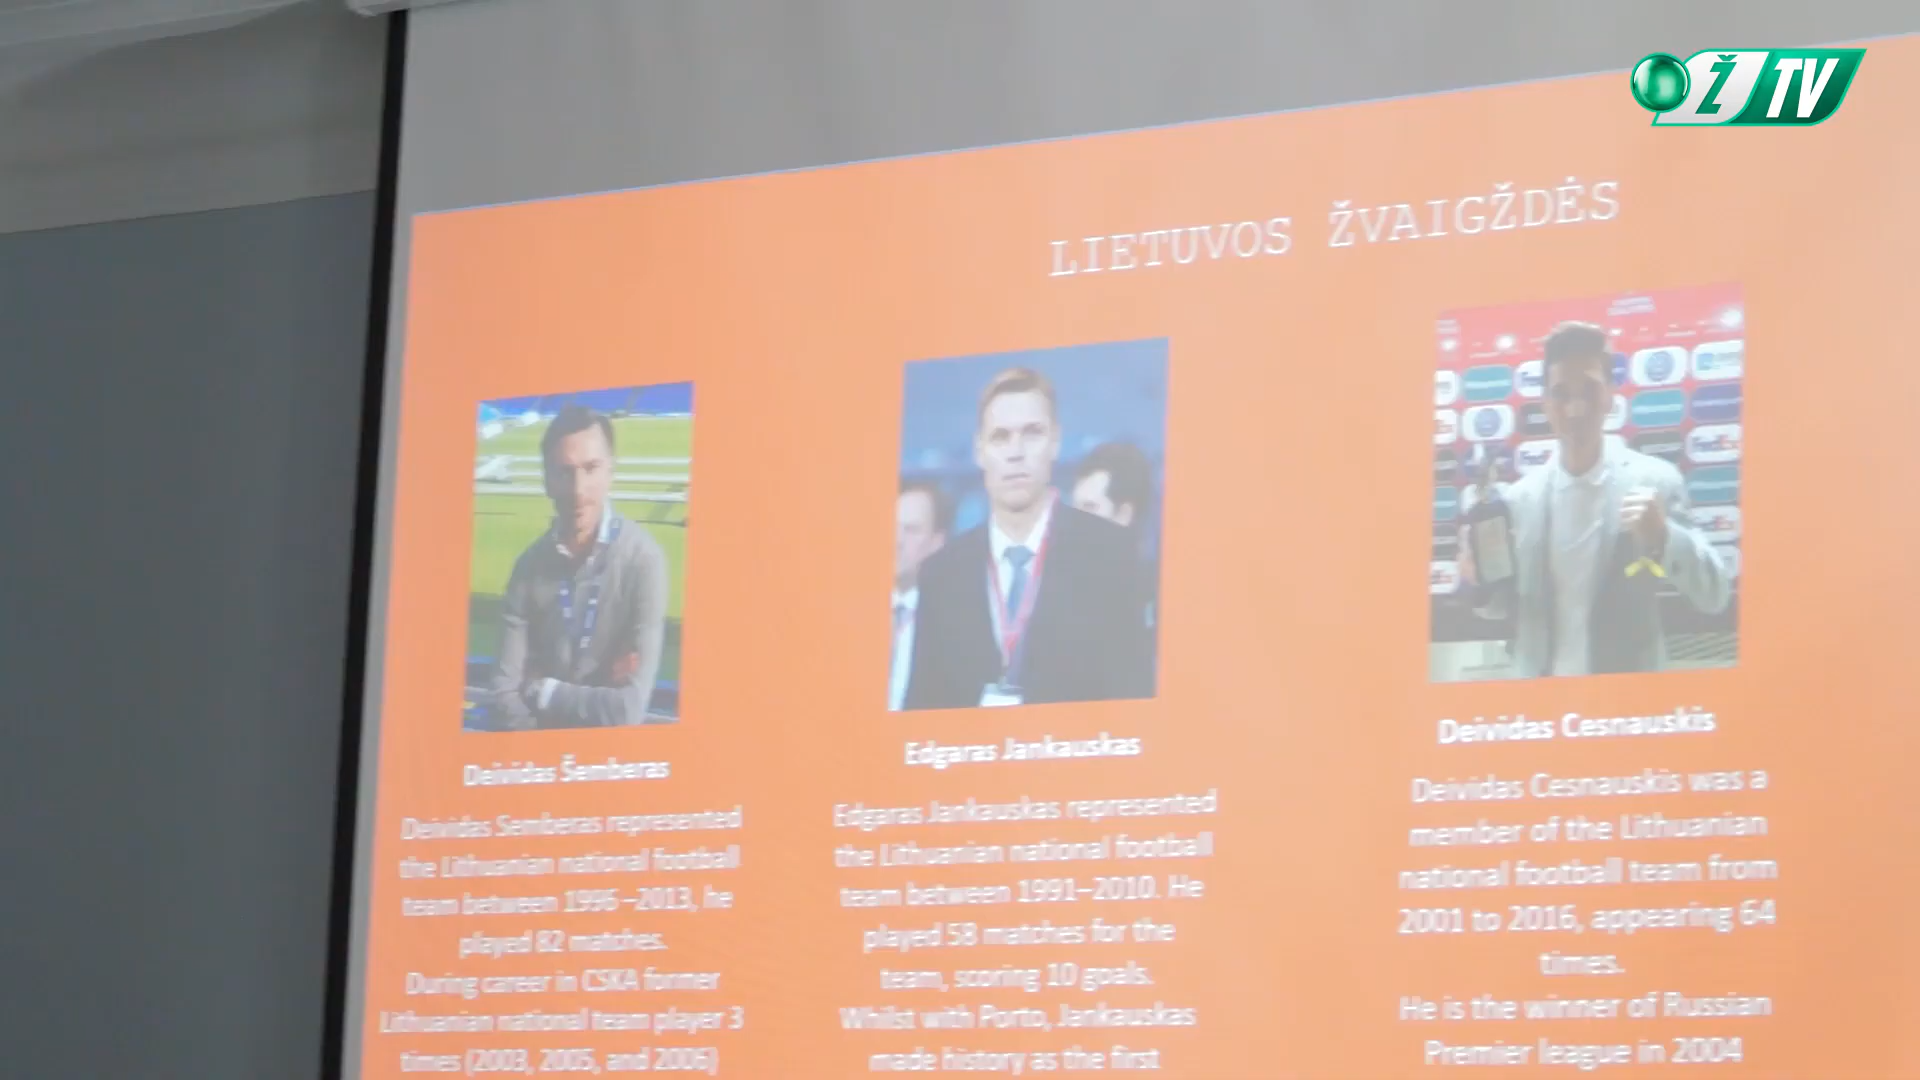 Ž TV
LIETUVOS ŽVAIGŽDĖS
Deividas Šemberas
Deividas Semberas represented
the Lithuanian national football
team between 1996–2013, he
played 82 matches.
During career in CSKA former
Lithuanian national team player 3
times (2003, 2005, and 2006)
Edgaras Jankauskas
Edgaras Jankauskas represented
the Lithuanian national football
team between 1991–2010. He
played 58 matches for the
team, scoring 10 goals.
Whilst with Porto, Jankauskas
made history as the first
Deividas Cesnauskis
Deividas Cesnauskis was a
member of the Lithuanian
national football team from
2001 to 2016, appearing 64
times.
He is the winner of Russian
Premier league in 2004